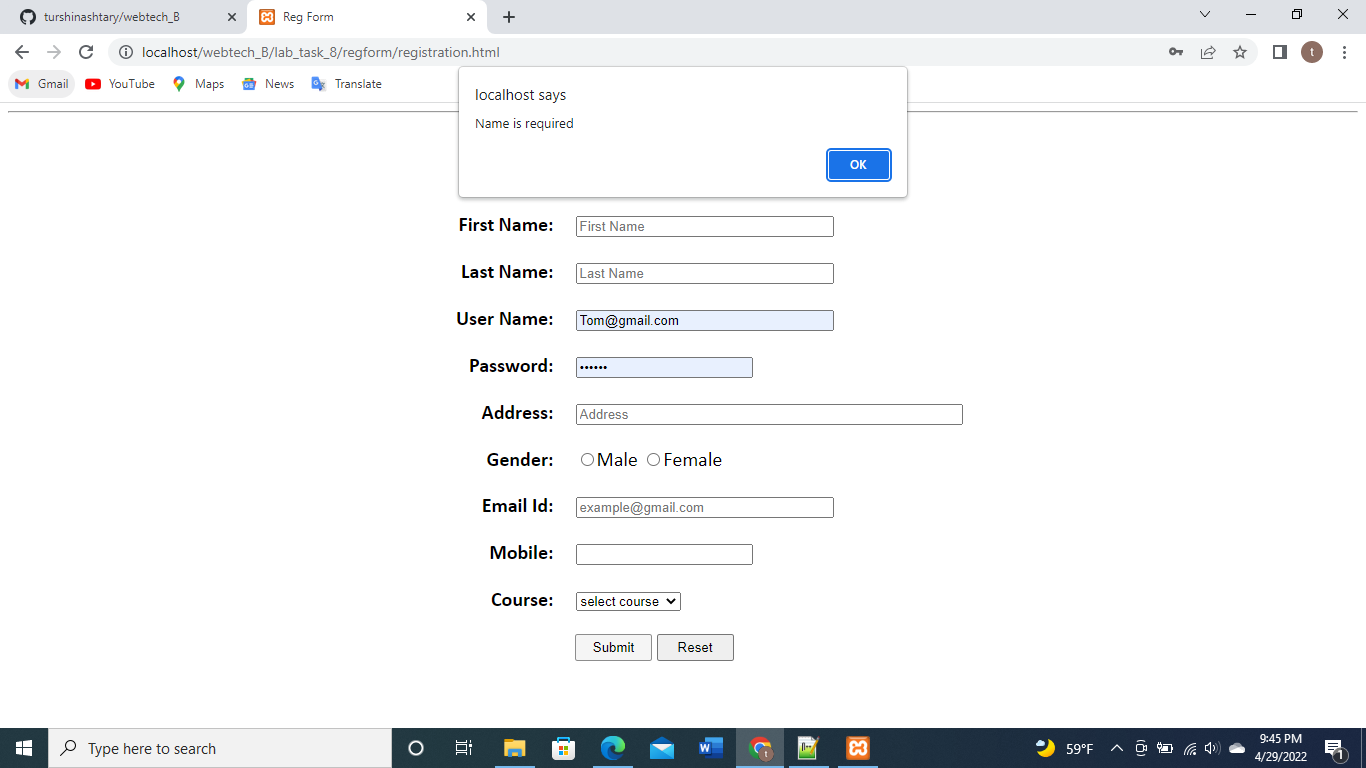 turshinashtary/webtech_B
Reg Form
localhost/webtech_B/lab_task_8/regform/registration.html
t
Gmail
YouTube
Maps
News
Translate
localhost says
Name is required
OK
First Name: First Name
Last Name: Last Name
User Name: Tom@gmail.com
Password: ••••••
Address: Address
Gender: Male Female
Email Id: example@gmail.com
Mobile:
Course: select course
Submit Reset
Type here to search
59°F
9:45 PM
4/29/2022
1